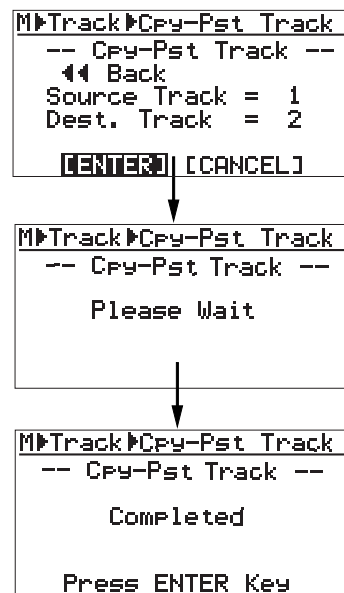 M▶Track▶Cpy-Pst Track
-- Cpy-Pst Track --
◀◀ Back
Source Track = 1
Dest. Track = 2
[ENTER] [CANCEL]
M▶Track▶Cpy-Pst Track
-- Cpy-Pst Track --
Please Wait
M▶Track▶Cpy-Pst Track
-- Cpy-Pst Track --
Completed
Press ENTER Key